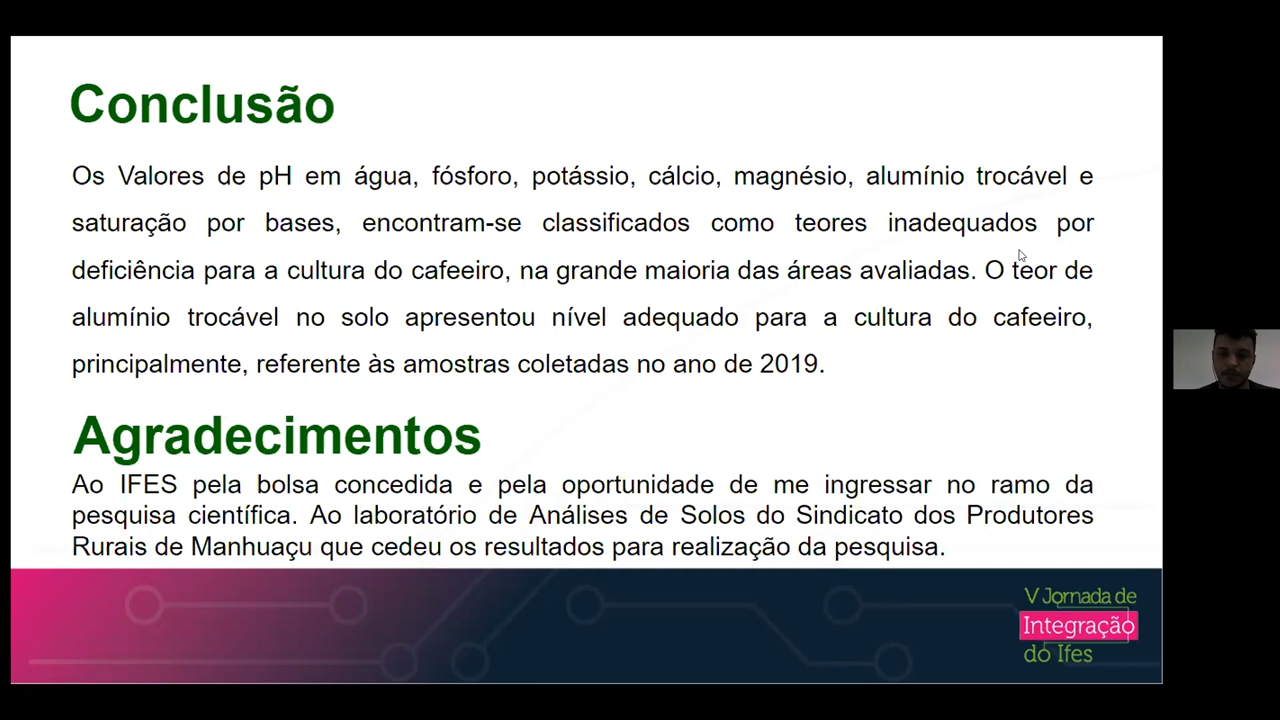 Conclusão
Os Valores de pH em água, fósforo, potássio, cálcio, magnésio, alumínio trocável e
saturação por bases, encontram-se classificados como teores inadequados por
deficiência para a cultura do cafeeiro, na grande maioria das áreas avaliadas. O teor de
alumínio trocável no solo apresentou nível adequado para a cultura do cafeeiro,
principalmente, referente às amostras coletadas no ano de 2019.
Agradecimentos
Ao IFES pela bolsa concedida e pela oportunidade de me ingressar no ramo da
pesquisa científica. Ao laboratório de Análises de Solos do Sindicato dos Produtores
Rurais de Manhuaçu que cedeu os resultados para realização da pesquisa.
V Jornada de
Integração
do Ifes